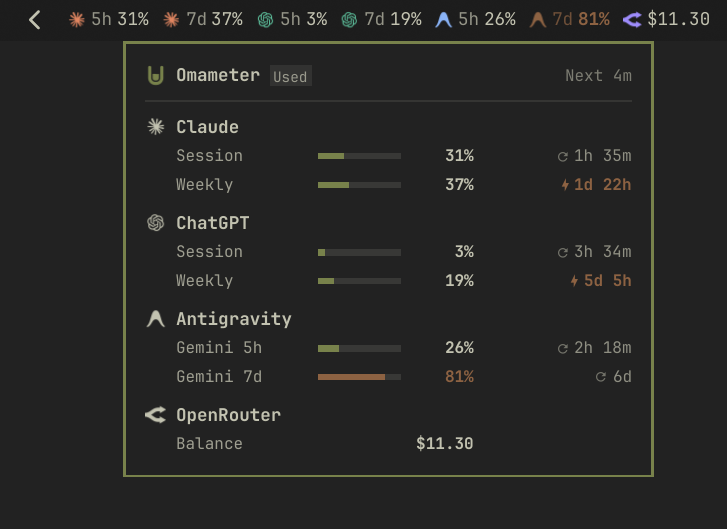 5h 31% 7d 37% 5h 3% 7d 19% 5h 26% 7d 81% $11.30
Omameter Used Next 4m
Claude
Session 31% 1h 35m
Weekly 37% 1d 22h
ChatGPT
Session 3% 3h 34m
Weekly 19% 5d 5h
Antigravity
Gemini 5h 26% 2h 18m
Gemini 7d 81% 6d
OpenRouter
Balance $11.30